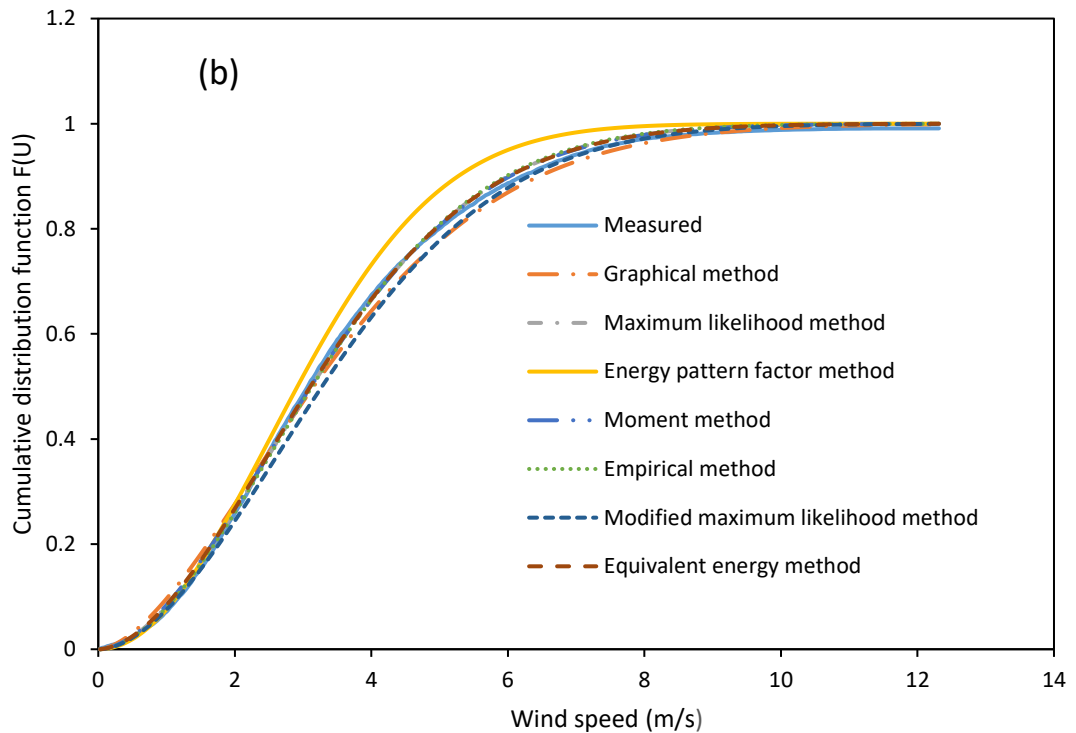 1.2
1
0.8
0.6
0.4
0.2
0
Cumulative distribution function F(U)
(b)
Measured
Graphical method
Maximum likelihood method
Energy pattern factor method
Moment method
Empirical method
Modified maximum likelihood method
Equivalent energy method
0 2 4 6 8 10 12 14
Wind speed (m/s)